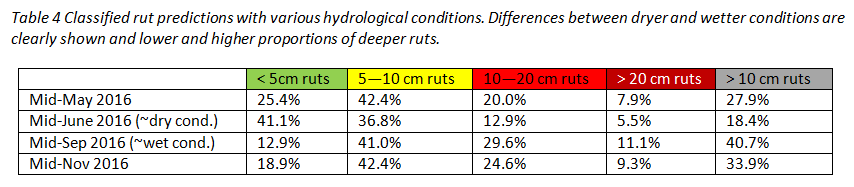 Table 4 Classified rut predictions with various hydrological conditions. Differences between dryer and wetter conditions are
clearly shown and lower and higher proportions of deeper ruts.
< 5cm ruts 5—10 cm ruts 10—20 cm ruts > 20 cm ruts > 10 cm ruts
Mid-May 2016 25.4% 42.4% 20.0% 7.9% 27.9%
Mid-June 2016 (~dry cond.) 41.1% 36.8% 12.9% 5.5% 18.4%
Mid-Sep 2016 (~wet cond.) 12.9% 41.0% 29.6% 11.1% 40.7%
Mid-Nov 2016 18.9% 42.4% 24.6% 9.3% 33.9%